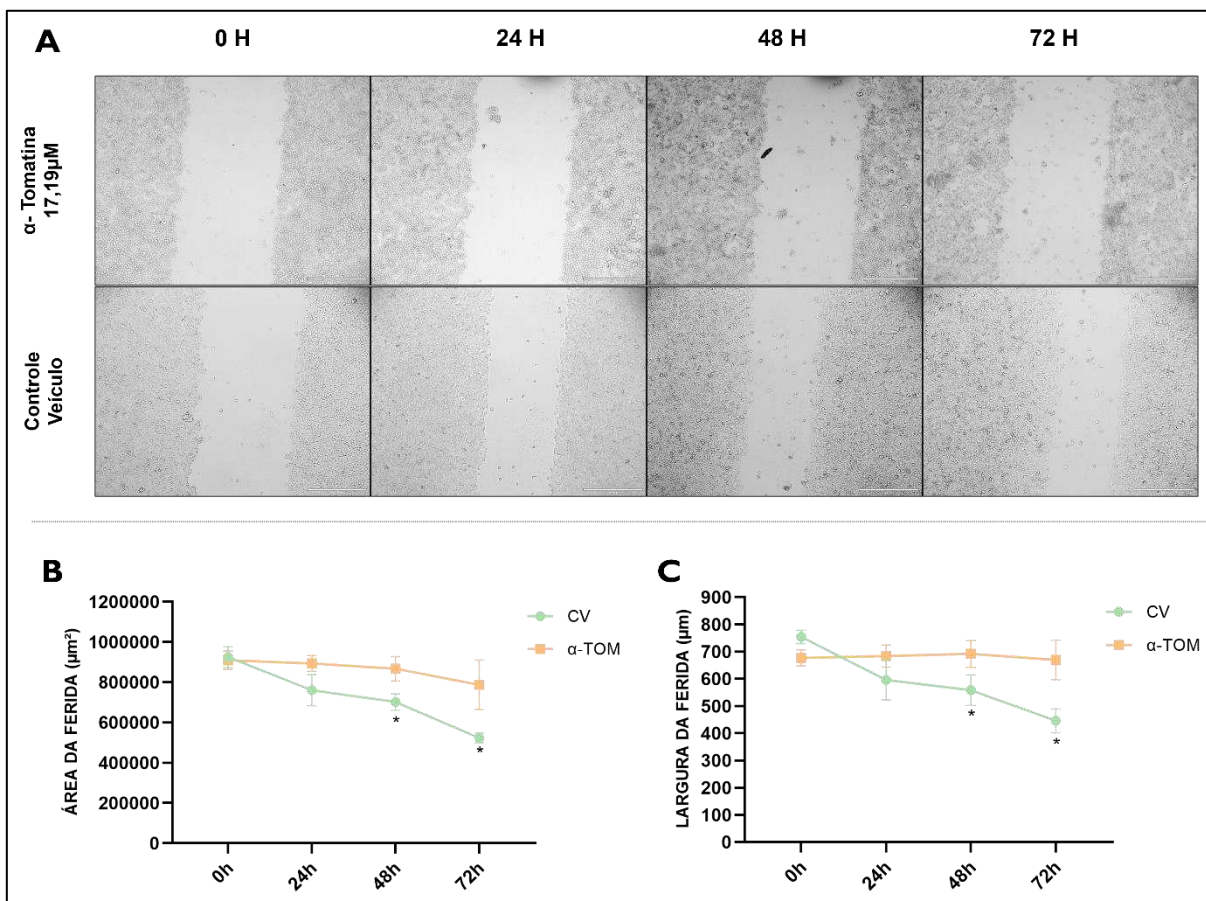 A
0 H
24 H
48 H
72 H
α- Tomatina
17,19µM
Controle
Veículo
B
ÁREA DA FERIDA (µm²)
1200000
1000000
800000
600000
400000
200000
0
0h
24h
48h
72h
*
*
CV
α-TOM
C
LARGURA DA FERIDA (µm)
900
800
700
600
500
400
300
200
100
0
0h
24h
48h
72h
*
*
CV
α-TOM